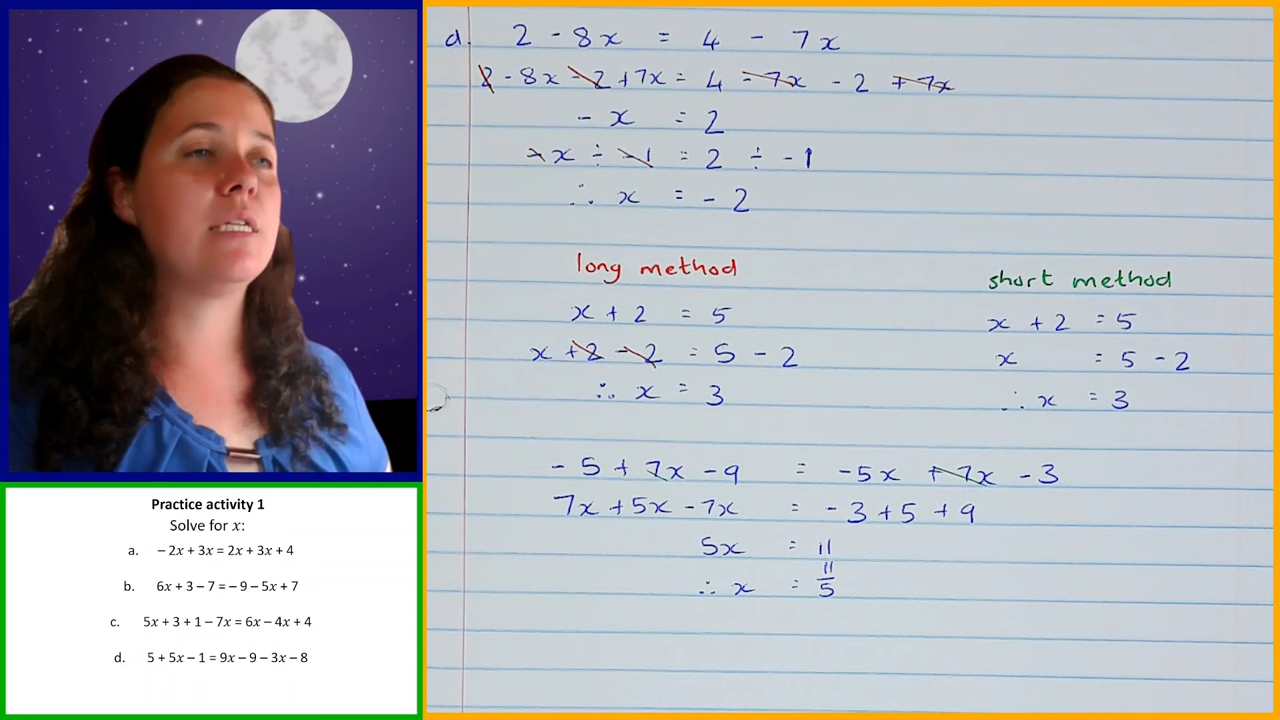 d. 2 - 8x = 4 - 7x
2 - 8x - 2 + 7x = 4 - 7x - 2 + 7x
- x = 2
-x ÷ -1 = 2 ÷ -1
∴ x = - 2
long method
x + 2 = 5
x + 2 - 2 = 5 - 2
∴ x = 3
short method
x + 2 = 5
x = 5 - 2
∴ x = 3
- 5 + 7x - 9 = -5x + 7x - 3
7x + 5x - 7x = - 3 + 5 + 9
5x = 11
∴ x = 11/5
Practice activity 1
Solve for x:
a. – 2x + 3x = 2x + 3x + 4
b. 6x + 3 – 7 = – 9 – 5x + 7
c. 5x + 3 + 1 – 7x = 6x – 4x + 4
d. 5 + 5x – 1 = 9x – 9 – 3x – 8